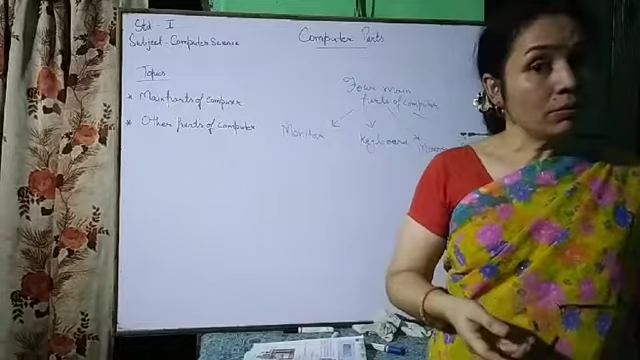 Std - I
Subject - Computer Science
Computer Parts
Topics
* Main parts of computer
* Other parts of computer
Four main
parts of computer
Monitor
Keyboard